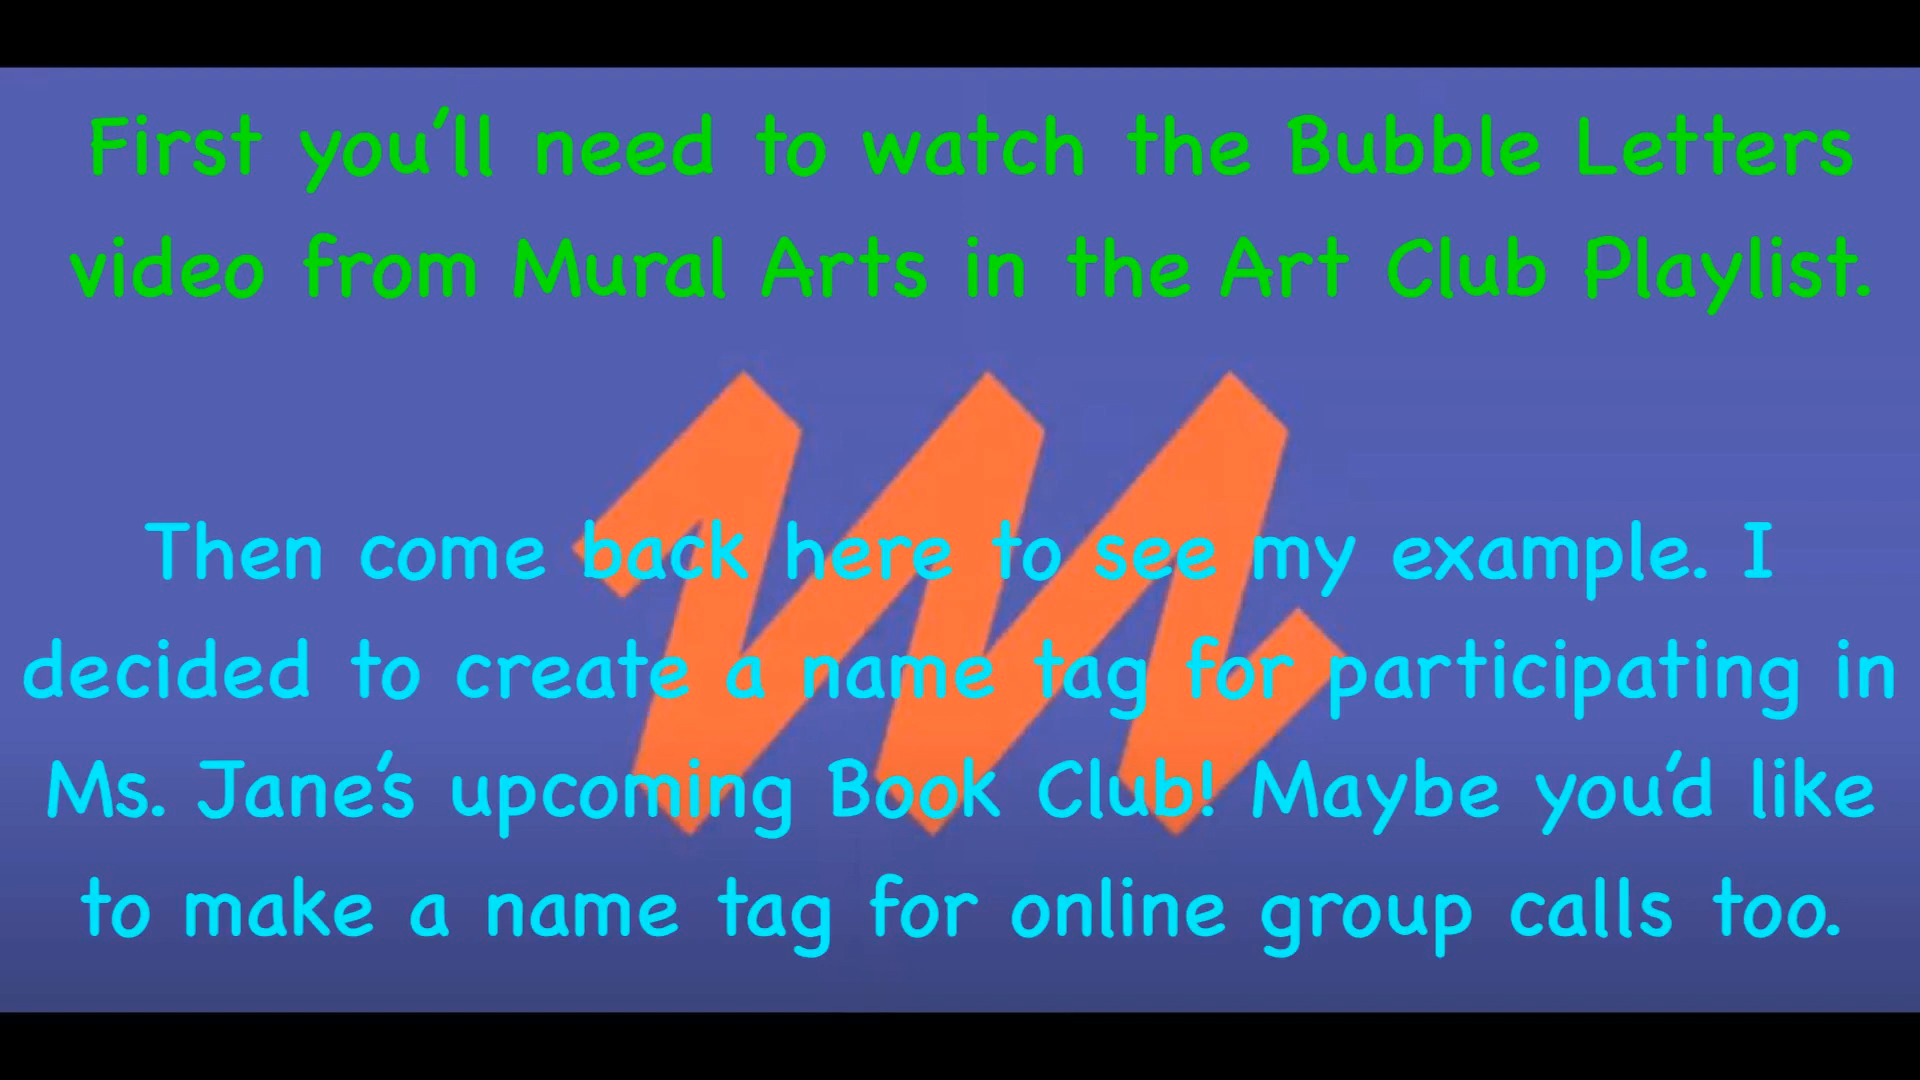 First you'll need to watch the Bubble Letters
video from Mural Arts in the Art Club Playlist.
Then come back here to see my example. I
decided to create a name tag for participating in
Ms. Jane's upcoming Book Club! Maybe you'd like
to make a name tag for online group calls too.